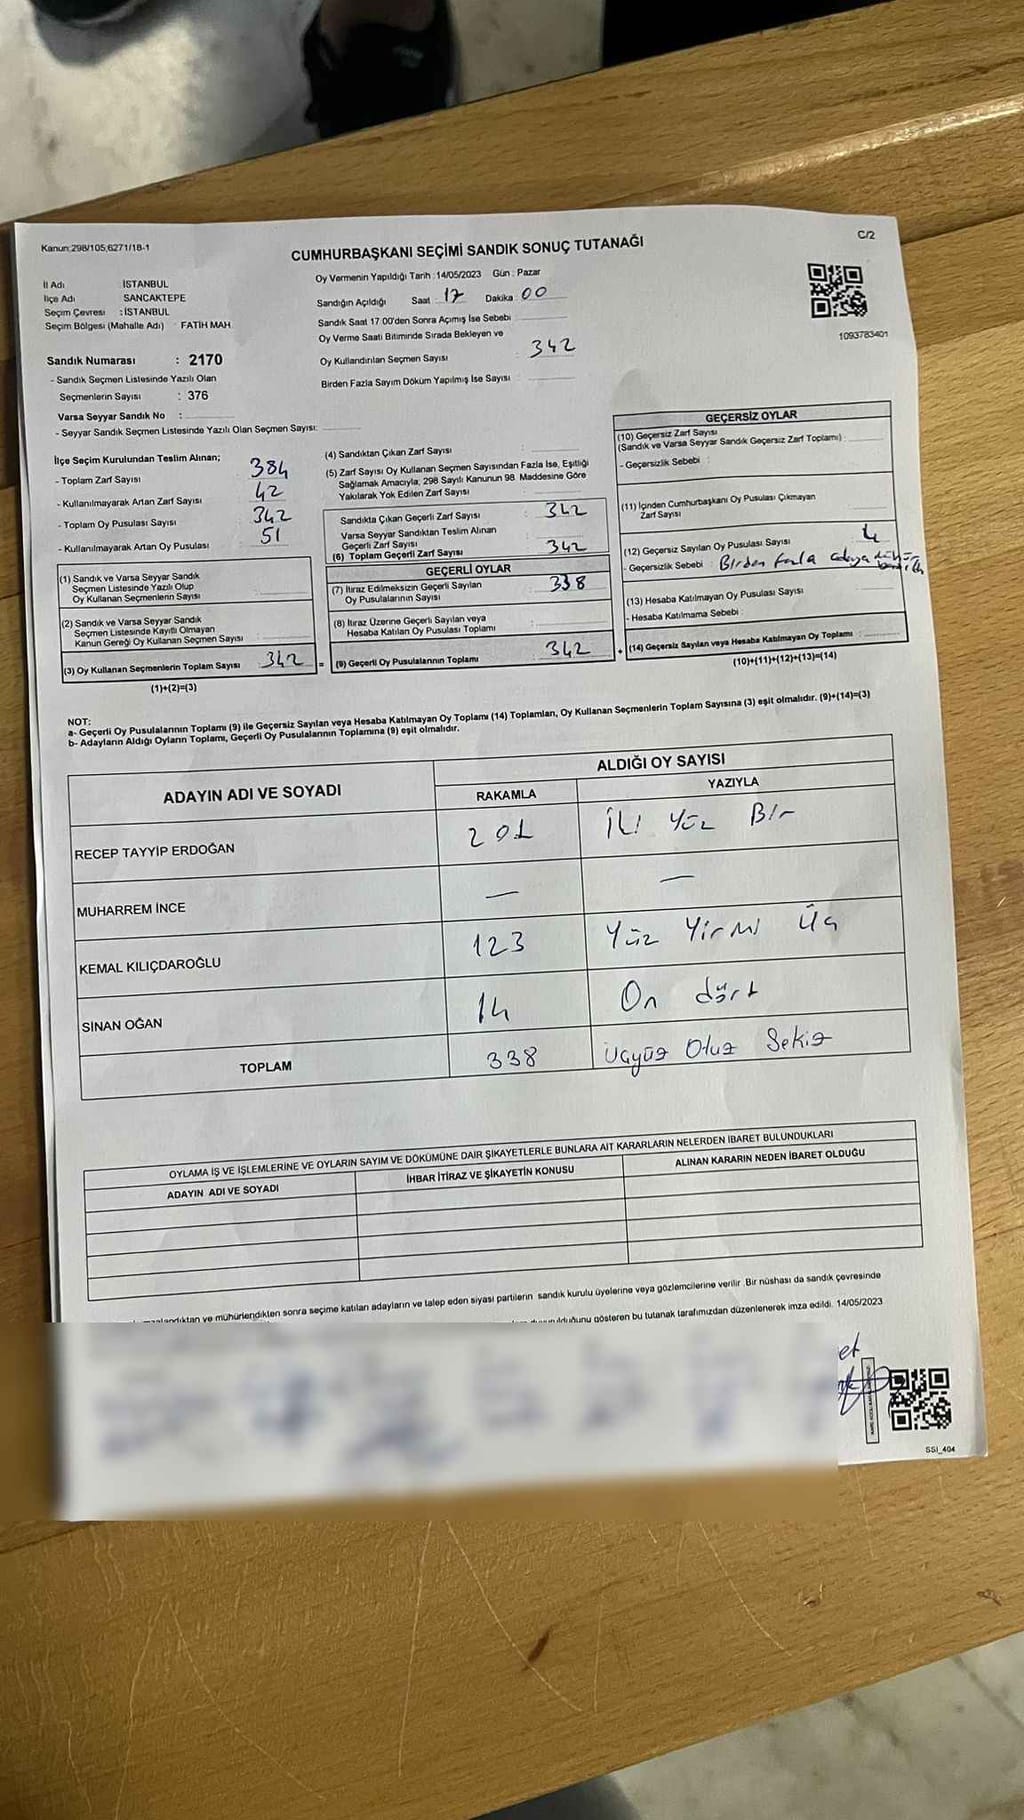 Kanun:298/105,6271/18-1
C/2
CUMHURBAŞKANI SEÇİMİ SANDIK SONUÇ TUTANAĞI
İl Adı : İSTANBUL
İlçe Adı SANCAKTEPE
Seçim Çevresi : İSTANBUL
Seçim Bölgesi (Mahalle Adı) FATİH MAH.
Sandık Numarası : 2170
- Sandık Seçmen Listesinde Yazılı Olan
Seçmenlerin Sayısı : 376
Varsa Seyyar Sandık No :
- Seyyar Sandık Seçmen Listesinde Yazılı Olan Seçmen Sayısı:
Oy Vermenin Yapıldığı Tarih : 14/05/2023 Gün : Pazar
Sandığın Açıldığı Saat 17 Dakika 00
Sandık Saat 17 00'den Sonra Açımış İse Sebebi
Oy Verme Saati Bitiminde Sırada Bekleyen ve
Oy Kullandırılan Seçmen Sayısı : 342
Birden Fazla Sayım Döküm Yapılmış İse Sayısı :
1093783401
İlçe Seçim Kurulundan Teslim Alınan;
- Toplam Zarf Sayısı : 384
- Kullanılmayarak Artan Zarf Sayısı : 42
- Toplam Oy Pusulası Sayısı : 342
- Kullanılmayarak Artan Oy Pusulası : 51
(1) Sandık ve Varsa Seyyar Sandık
Seçmen Listesinde Yazılı Olup
Oy Kullanan Seçmenlerin Sayısı
(2) Sandık ve Varsa Seyyar Sandık
Seçmen Listesinde Kayıtlı Olmayan
Kanun Gereği Oy Kullanan Seçmen Sayısı
(3) Oy Kullanan Seçmenlerin Toplam Sayısı 342 =
(1)+(2)=(3)
(4) Sandıktan Çıkan Zarf Sayısı
(5) Zarf Sayısı Oy Kullanan Seçmen Sayısından Fazla İse, Eşitliği
Sağlamak Amacıyla, 298 Sayılı Kanunun 98. Maddesine Göre
Yakılarak Yok Edilen Zarf Sayısı
Sandıkta Çıkan Geçerli Zarf Sayısı : 342
Varsa Seyyar Sandıktan Teslim Alınan
Geçerli Zarf Sayısı
(6) Toplam Geçerli Zarf Sayısı 342
GEÇERLİ OYLAR
(7) İtiraz Edilmeksizin Geçerli Sayılan
Oy Pusulalarının Sayısı 338
(8) İtiraz Üzerine Geçerli Sayılan veya
Hesaba Katılan Oy Pusulası Toplamı
(9) Geçerli Oy Pusulalarının Toplamı 342 +
GEÇERSİZ OYLAR
(10) Geçersiz Zarf Sayısı
(Sandık ve Varsa Seyyar Sandık Geçersiz Zarf Toplamı)
- Geçersizlik Sebebi :
(11) İçinden Cumhurbaşkanı Oy Pusulası Çıkmayan
Zarf Sayısı
(12) Geçersiz Sayılan Oy Pusulası Sayısı : 4
- Geçersizlik Sebebi : Birden fazla adaya
(13) Hesaba Katılmayan Oy Pusulası Sayısı
- Hesaba Katılmama Sebebi :
(14) Geçersiz Sayılan veya Hesaba Katılmayan Oy Toplamı :
(10)+(11)+(12)+(13)=(14)
NOT:
a- Geçerli Oy Pusulalarının Toplamı (9) ile Geçersiz Sayılan veya Hesaba Katılmayan Oy Toplamı (14) Toplamları, Oy Kullanan Seçmenlerin Toplam Sayısına (3) eşit olmalıdır. (9)+(14)=(3)
b- Adayların Aldığı Oyların Toplamı, Geçerli Oy Pusulalarının Toplamına (9) eşit olmalıdır.
ADAYIN ADI VE SOYADI
ALDIĞI OY SAYISI
RAKAMLA YAZIYLA
RECEP TAYYİP ERDOĞAN 201 İki Yüz Bir
MUHARREM İNCE — —
KEMAL KILIÇDAROĞLU 123 Yüz Yirmi Üç
SİNAN OĞAN 14 On dört
TOPLAM 338 üçyüz Otuz Sekiz
OYLAMA İŞ VE İŞLEMLERİNE VE OYLARIN SAYIM VE DÖKÜMÜNE DAİR ŞİKAYETLERLE BUNLARA AİT KARARLARIN NELERDEN İBARET BULUNDUKLARI
ADAYIN ADI VE SOYADI İHBAR İTİRAZ VE ŞİKAYETİN KONUSU ALINAN KARARIN NEDEN İBARET OLDUĞU
ve mühürlendikten sonra seçime katılan adayların ve talep eden siyasi partilerin sandık kurulu üyelerine veya gözlemcilerine verilir. Bir nüshası da sandık çevresinde
gösteren bu tutanak tarafımızdan düzenlenerek imza edildi. 14/05/2023
SSI_404